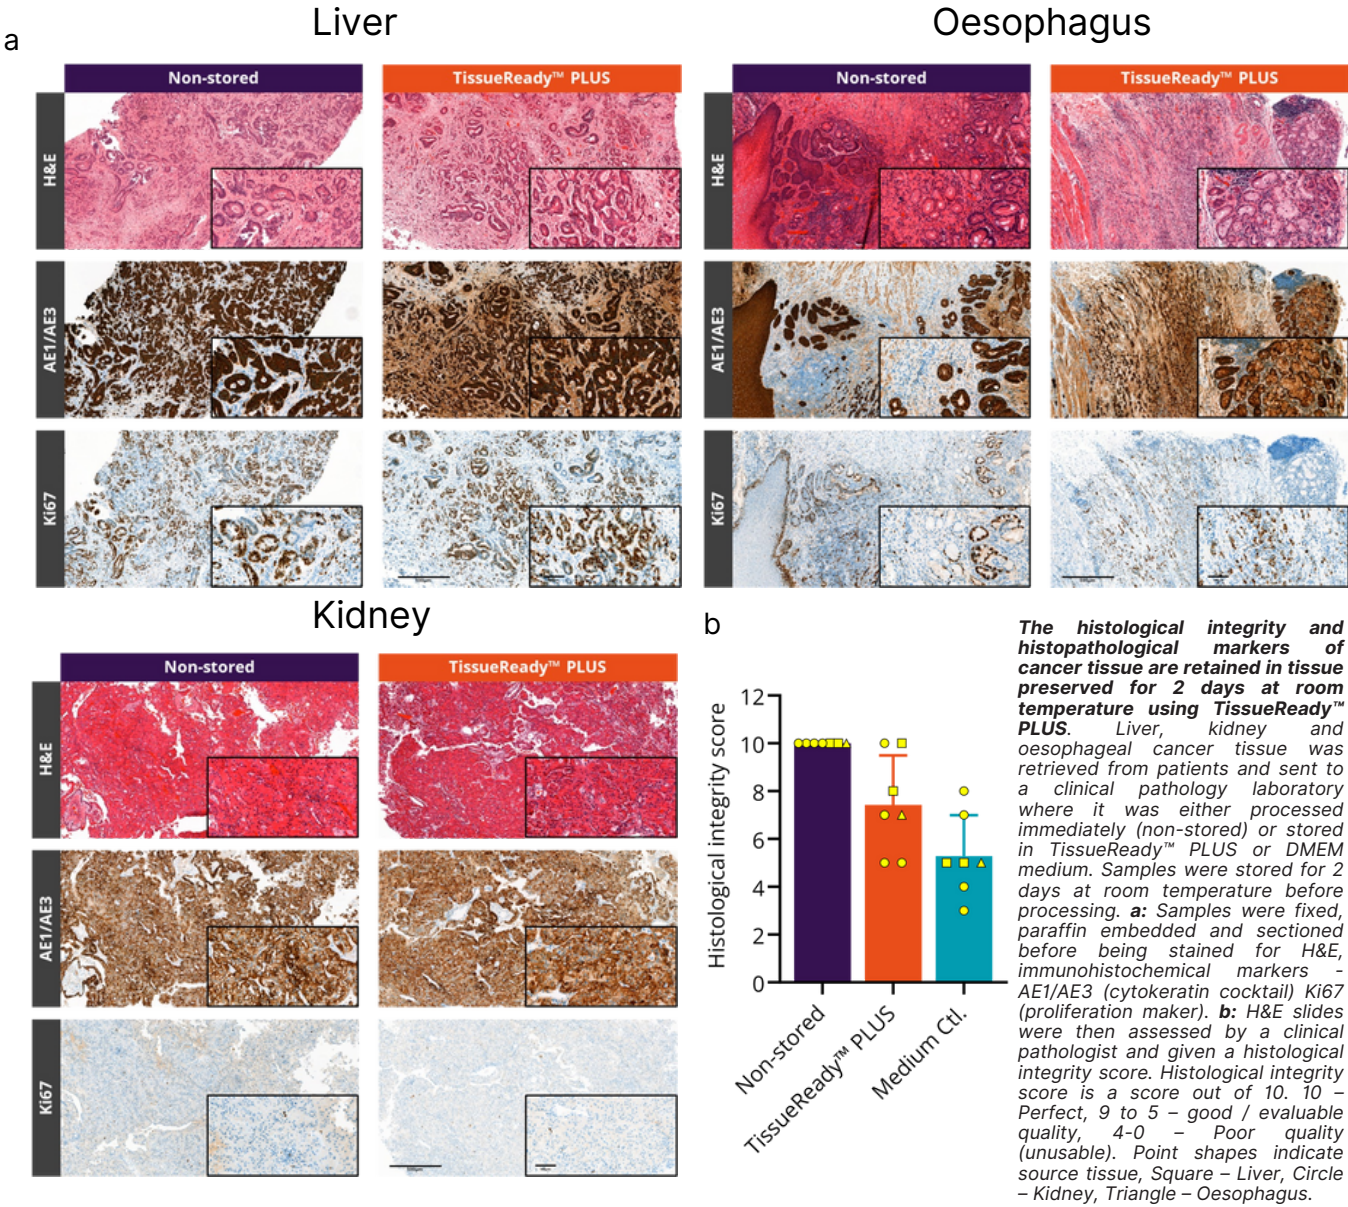 a
Liver
Oesophagus
Non-stored
TissueReady™ PLUS
H&E
AE1/AE3
Ki67
Non-stored
TissueReady™ PLUS
H&E
AE1/AE3
Ki67
Kidney
Non-stored
TissueReady™ PLUS
H&E
AE1/AE3
Ki67
b
Histological integrity score
12
10
8
6
4
2
0
Non-stored
TissueReady™ PLUS
Medium Ctl.
The histological integrity and
histopathological markers of
cancer tissue are retained in tissue
preserved for 2 days at room
temperature using TissueReady™
PLUS. Liver, kidney and
oesophageal cancer tissue was
retrieved from patients and sent to
a clinical pathology laboratory
where it was either processed
immediately (non-stored) or stored
in TissueReady™ PLUS or DMEM
medium. Samples were stored for 2
days at room temperature before
processing. a: Samples were fixed,
paraffin embedded and sectioned
before being stained for H&E,
immunohistochemical markers -
AE1/AE3 (cytokeratin cocktail) Ki67
(proliferation maker). b: H&E slides
were then assessed by a clinical
pathologist and given a histological
integrity score. Histological integrity
score is a score out of 10. 10 –
Perfect, 9 to 5 – good / evaluable
quality, 4-0 – Poor quality
(unusable). Point shapes indicate
source tissue, Square – Liver, Circle
– Kidney, Triangle – Oesophagus.